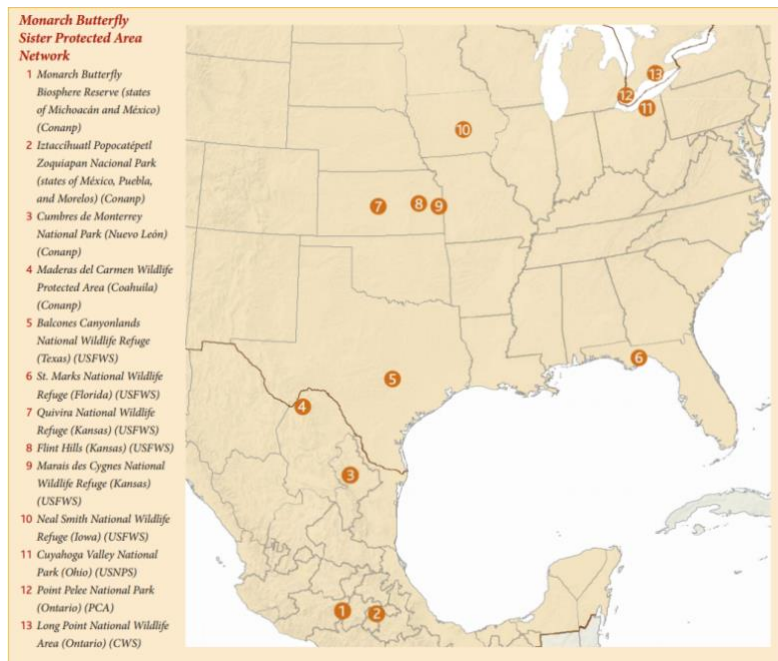 Monarch Butterfly
Sister Protected Area
Network
1 Monarch Butterfly
Biosphere Reserve (states
of Michoacán and México)
(Conanp)
2 Iztaccíhuatl Popocatépetl
Zoquiapan Nacional Park
(states of México, Puebla,
and Morelos) (Conanp)
3 Cumbres de Monterrey
National Park (Nuevo León)
(Conanp)
4 Maderas del Carmen Wildlife
Protected Area (Coahuila)
(Conanp)
5 Balcones Canyonlands
National Wildlife Refuge
(Texas) (USFWS)
6 St. Marks National Wildlife
Refuge (Florida) (USFWS)
7 Quivira National Wildlife
Refuge (Kansas) (USFWS)
8 Flint Hills (Kansas) (USFWS)
9 Marais des Cygnes National
Wildlife Refuge (Kansas)
(USFWS)
10 Neal Smith National Wildlife
Refuge (Iowa) (USFWS)
11 Cuyahoga Valley National
Park (Ohio) (USNPS)
12 Point Pelee National Park
(Ontario) (PCA)
13 Long Point National Wildlife
Area (Ontario) (CWS)
13
12
11
10
7
8
9
6
5
4
3
1
2